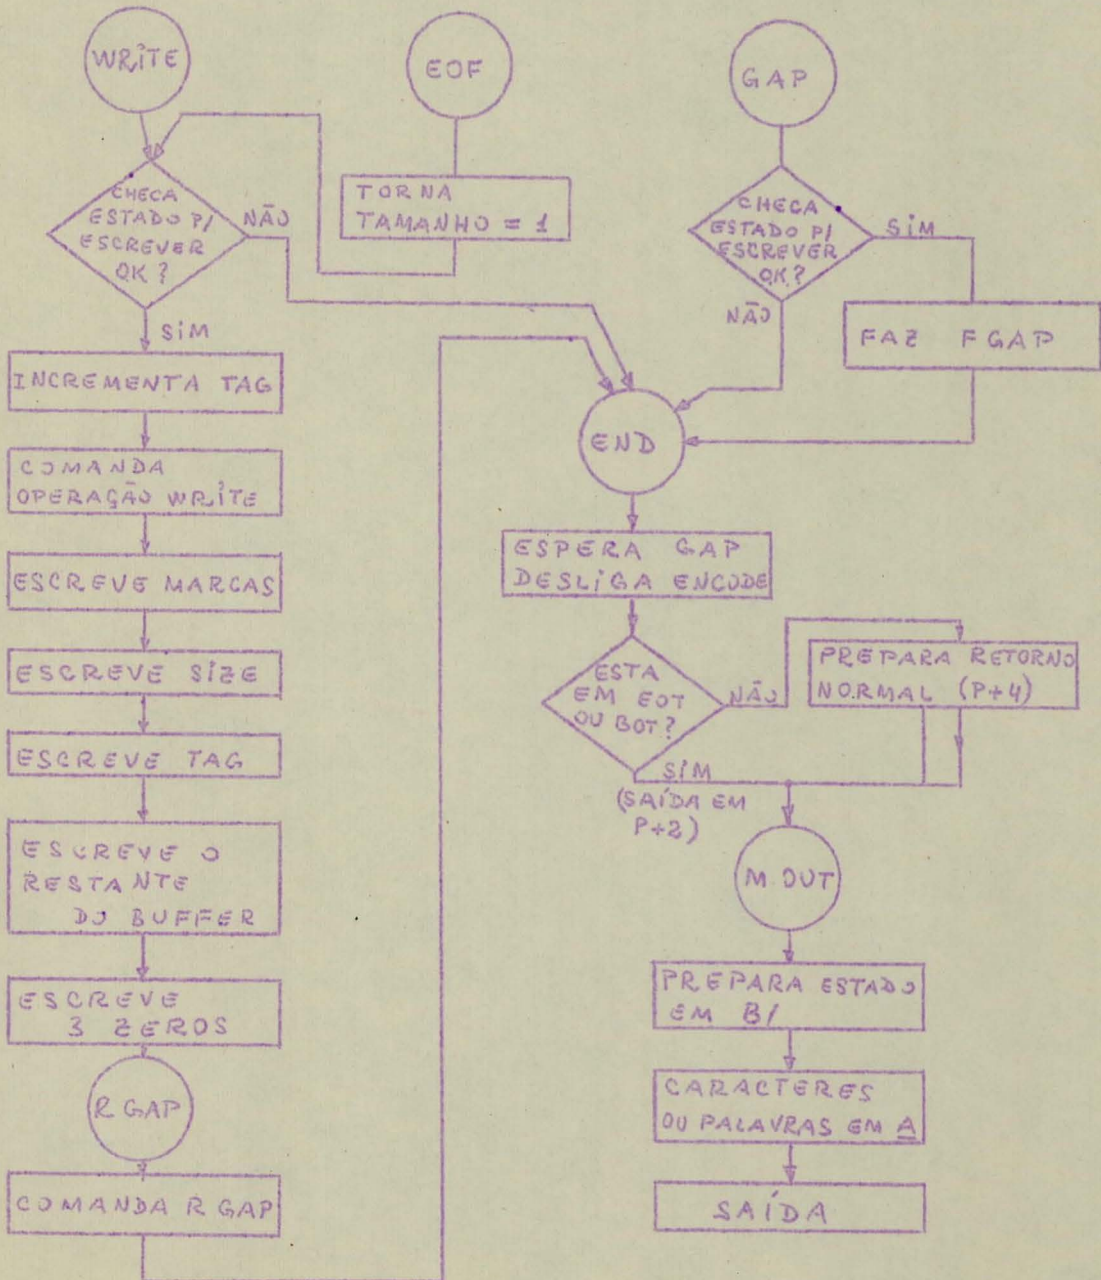 WRITE
EOF
GAP
TORNA
TAMANHO = 1
CHECA
ESTADO P/
ESCREVER
OK?
NÃO
SIM
CHECA
ESTADO P/
ESCREVER
OK?
SIM
NÃO
FAZ FGAP
INCREMENTA TAG
COMANDA
OPERAÇÃO WRITE
ESCREVE MARCAS
ESCREVE SIZE
ESCREVE TAG
ESCREVE O
RESTANTE
DO BUFFER
ESCREVE
3 ZEROS
R GAP
COMANDA R GAP
END
ESPERA GAP
DESLIGA ENCODE
ESTA
EM EOT
OU BOT?
NÃO
PREPARA RETORNO
NORMAL (P+4)
SIM
(SAÍDA EM
P+2)
M.OUT
PREPARA ESTADO
EM B/
CARACTERES
OU PALAVRAS EM A
SAÍDA